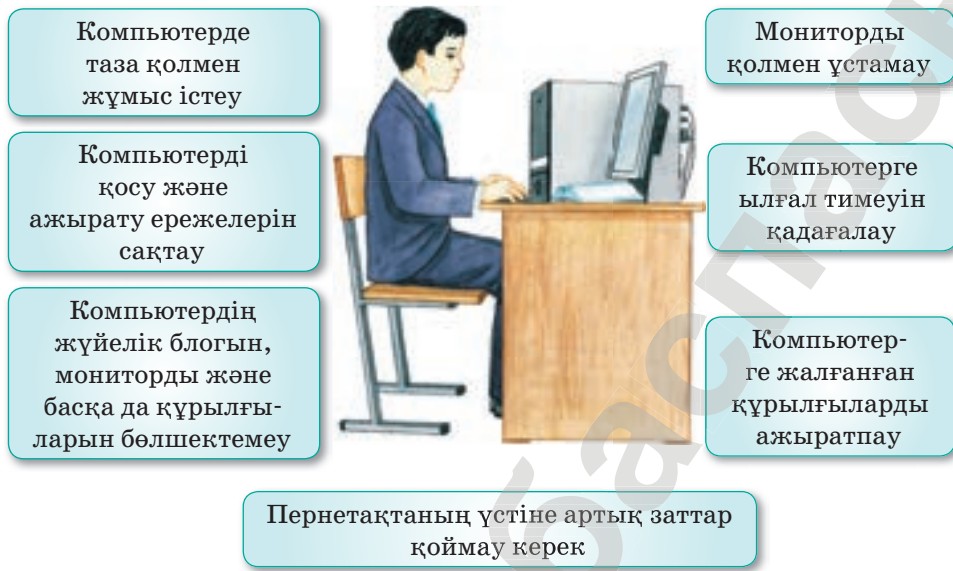 Компьютерде
таза қолмен
жұмыс істеу
Компьютерді
қосу және
ажырату ережелерін
сақтау
Компьютердің
жүйелік блогын,
мониторды және
басқа да құрылғы-
ларын бөлшектемеу
Мониторды
қолмен ұстамау
Компьютерге
ылғал тимеуін
қадағалау
Компьютер-
ге жалғанған
құрылғыларды
ажыратпау
Пернетақтаның үстіне артық заттар
қоймау керек